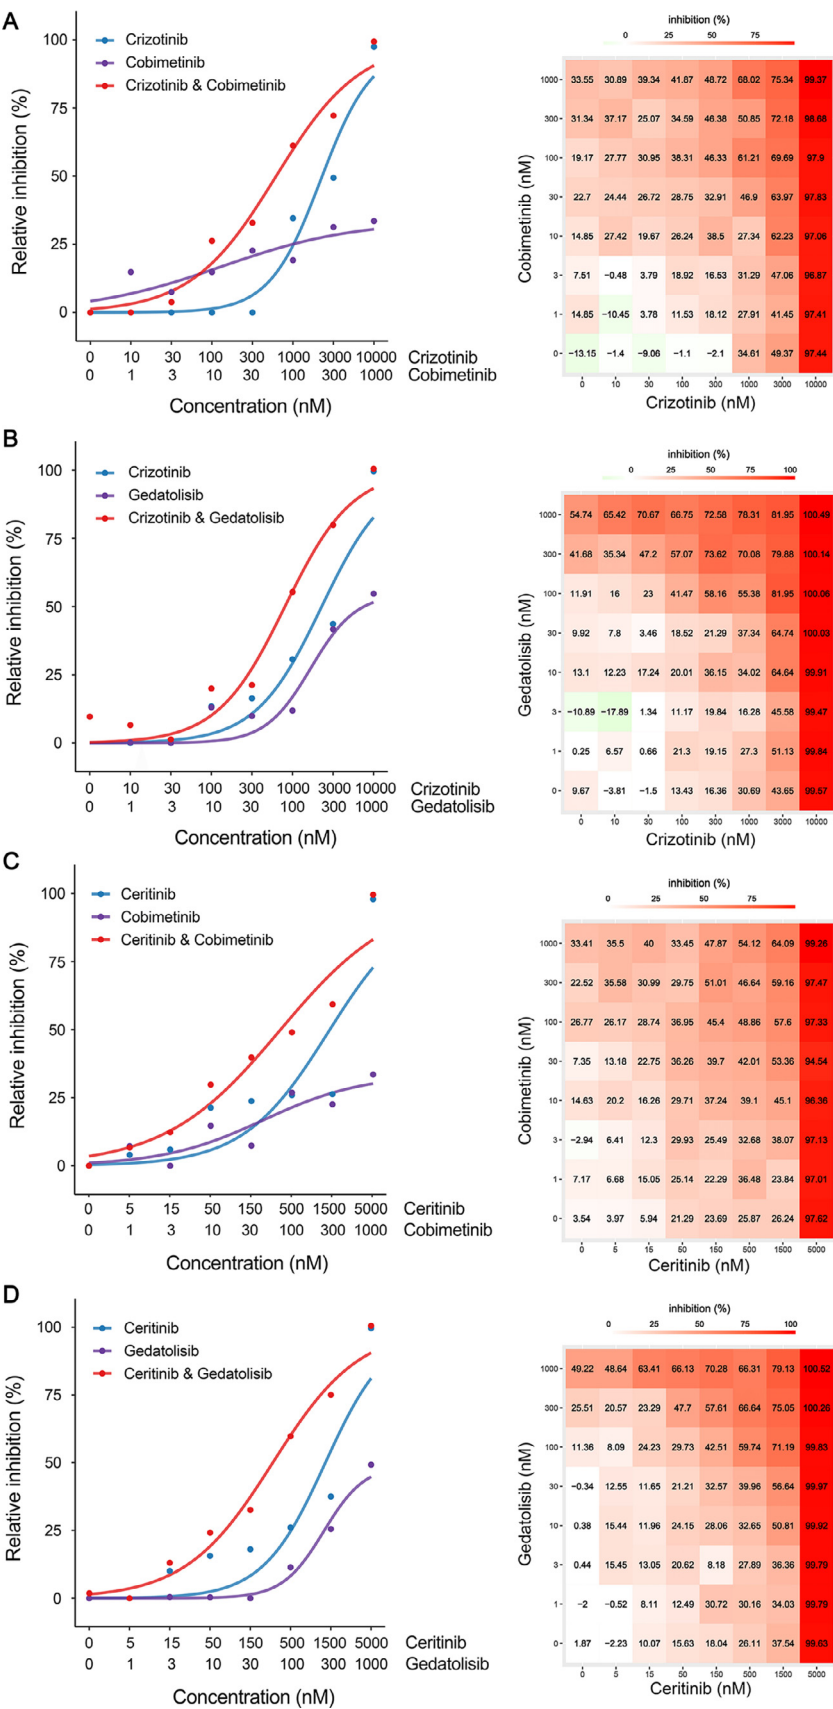 A
Crizotinib
Cobimetinib
Crizotinib & Cobimetinib
Relative inhibition (%)
100
75
50
25
0
0 10 30 100 300 1000 3000 10000 Crizotinib
0 1 3 10 30 100 300 1000 Cobimetinib
Concentration (nM)
inhibition (%)
0 25 50 75
Cobimetinib (nM)
1000 33.55 30.89 39.34 41.87 48.72 68.02 75.34 99.37
300 31.34 37.17 25.07 34.59 46.38 50.85 72.18 98.68
100 19.17 27.77 30.95 38.31 46.33 61.21 69.69 97.9
30 22.7 24.44 26.72 28.75 32.91 46.9 63.97 97.83
10 14.85 27.42 19.67 26.24 38.5 27.34 62.23 97.06
3 7.51 −0.48 3.79 18.92 16.53 31.29 47.06 96.87
1 14.85 −10.45 3.78 11.53 18.12 27.91 41.45 97.41
0 −13.15 −1.4 −9.06 −1.1 −2.1 34.61 49.37 97.44
0 10 30 100 300 1000 3000 10000
Crizotinib (nM)
B
Crizotinib
Gedatolisib
Crizotinib & Gedatolisib
Relative inhibition (%)
100
75
50
25
0
0 10 30 100 300 1000 3000 10000 Crizotinib
0 1 3 10 30 100 300 1000 Gedatolisib
Concentration (nM)
inhibition (%)
0 25 50 75 100
Gedatolisib (nM)
1000 54.74 65.42 70.67 66.75 72.58 78.31 81.95 100.49
300 41.68 35.34 47.2 57.07 73.62 70.08 79.88 100.14
100 11.91 16 23 41.47 58.16 55.38 81.95 100.06
30 9.92 7.8 3.46 18.52 21.29 37.34 64.74 100.03
10 13.1 12.23 17.24 20.01 36.15 34.02 64.64 99.91
3 −10.89 −17.89 1.34 11.17 19.84 16.28 45.58 99.47
1 0.25 6.57 0.66 21.3 19.15 27.3 51.13 99.84
0 9.67 −3.81 −1.5 13.43 16.36 30.69 43.65 99.57
0 10 30 100 300 1000 3000 10000
Crizotinib (nM)
C
Ceritinib
Cobimetinib
Ceritinib & Cobimetinib
Relative inhibition (%)
100
75
50
25
0
0 5 15 50 150 500 1500 5000 Ceritinib
0 1 3 10 30 100 300 1000 Cobimetinib
Concentration (nM)
inhibition (%)
0 25 50 75
Cobimetinib (nM)
1000 33.41 35.5 40 33.45 47.87 54.12 64.09 99.26
300 22.52 35.58 30.99 29.75 51.01 46.64 59.16 97.47
100 26.77 26.17 28.74 36.95 45.4 48.86 57.6 97.33
30 7.35 13.18 22.75 36.26 39.7 42.01 53.36 94.54
10 14.63 20.2 16.26 29.71 37.24 39.1 45.1 96.36
3 −2.94 6.41 12.3 29.93 25.49 32.68 38.07 97.13
1 7.17 6.68 15.05 25.14 22.29 36.48 23.84 97.01
0 3.54 3.97 5.94 21.29 23.69 25.87 26.24 97.62
0 5 15 50 150 500 1500 5000
Ceritinib (nM)
D
Ceritinib
Gedatolisib
Ceritinib & Gedatolisib
Relative inhibition (%)
100
75
50
25
0
0 5 15 50 150 500 1500 5000 Ceritinib
0 1 3 10 30 100 300 1000 Gedatolisib
Concentration (nM)
inhibition (%)
0 25 50 75 100
Gedatolisib (nM)
1000 49.22 48.64 63.41 66.13 70.28 66.31 79.13 100.52
300 25.51 20.57 23.29 47.7 57.61 66.64 75.05 100.26
100 11.36 8.09 24.23 29.73 42.51 59.74 71.19 99.83
30 −0.34 12.55 11.65 21.21 32.57 39.96 56.64 99.97
10 0.38 15.44 11.96 24.15 28.06 32.65 50.81 99.92
3 0.44 15.45 13.05 20.62 8.18 27.89 36.36 99.79
1 −2 −0.52 8.11 12.49 30.72 30.16 34.03 99.79
0 1.87 −2.23 10.07 15.63 18.04 26.11 37.54 99.63
0 5 15 50 150 500 1500 5000
Ceritinib (nM)